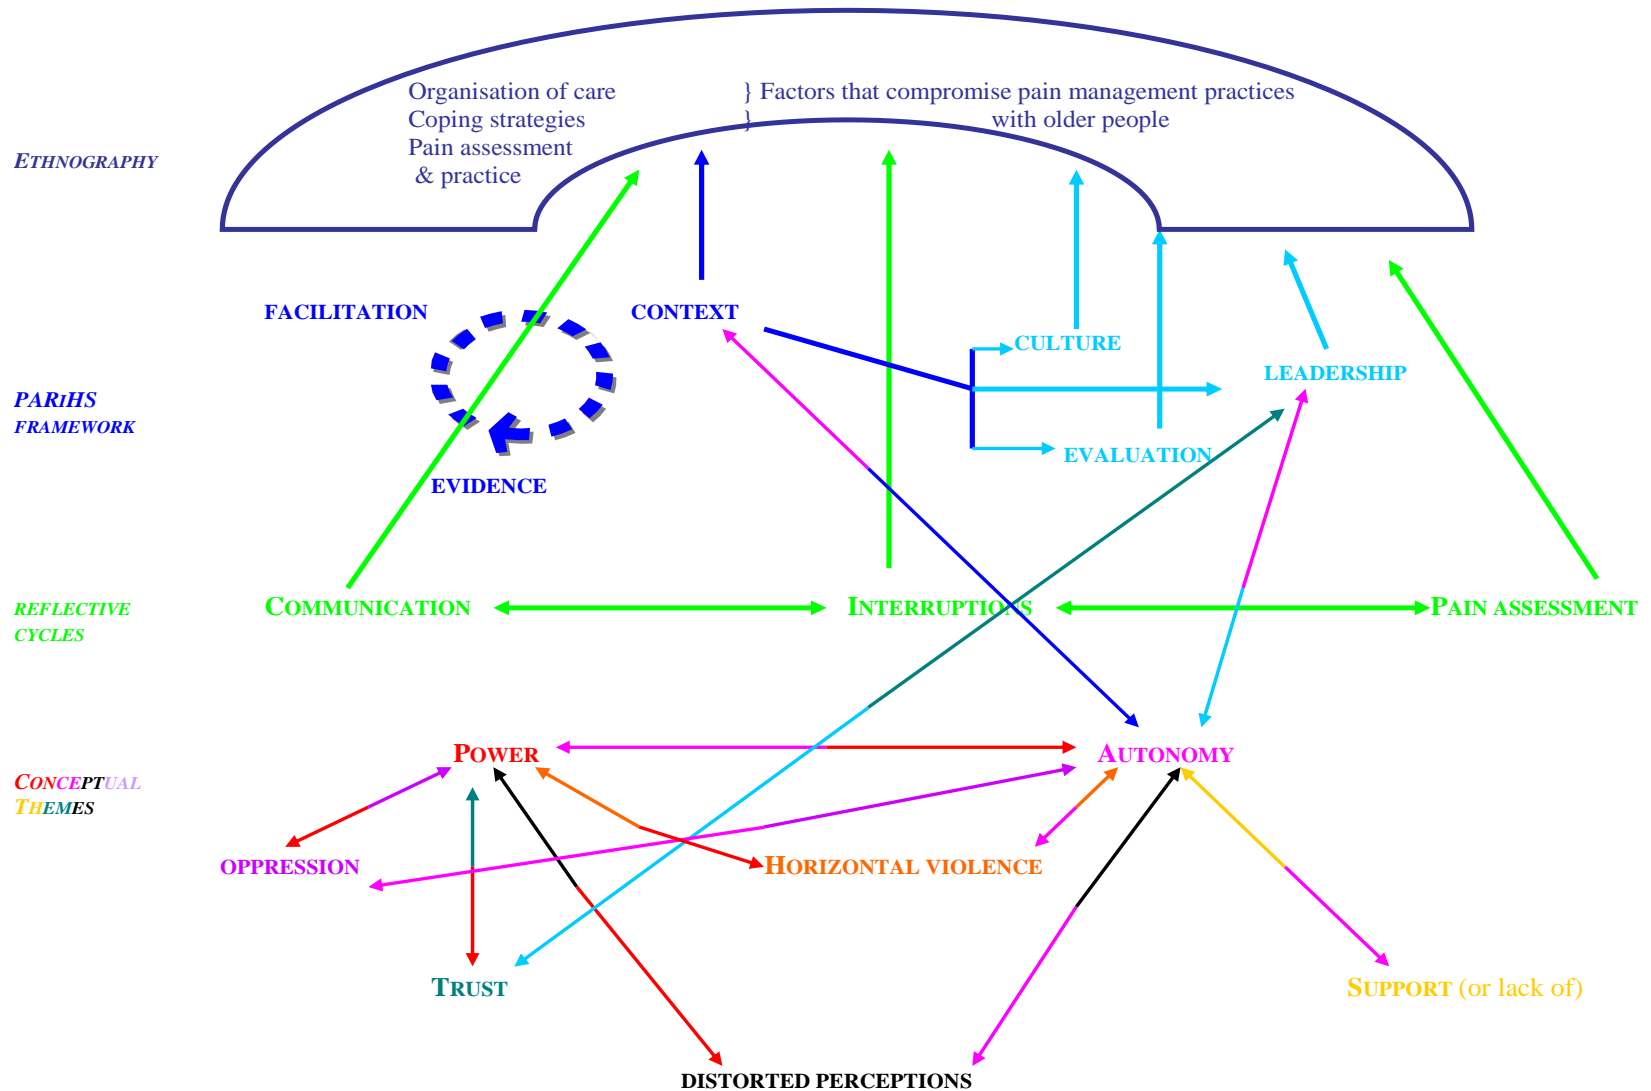 Organisation of care } Factors that compromise pain management practices
Coping strategies } with older people
Pain assessment
& practice
ETHNOGRAPHY
FACILITATION
CONTEXT
CULTURE
LEADERSHIP
PARIHS
FRAMEWORK
EVALUATION
EVIDENCE
REFLECTIVE
CYCLES
COMMUNICATION
INTERRUPTIONS
PAIN ASSESSMENT
POWER
AUTONOMY
CONCEPTUAL
THEMES
OPPRESSION
HORIZONTAL VIOLENCE
TRUST
SUPPORT (or lack of)
DISTORTED PERCEPTIONS